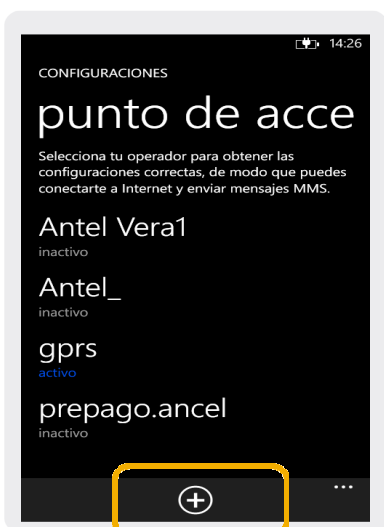 14:26
CONFIGURACIONES
punto de acce
Selecciona tu operador para obtener las
configuraciones correctas, de modo que puedes
conectarte a Internet y enviar mensajes MMS.
Antel Vera1
inactivo
Antel_
inactivo
gprs
activo
prepago.ancel
inactivo